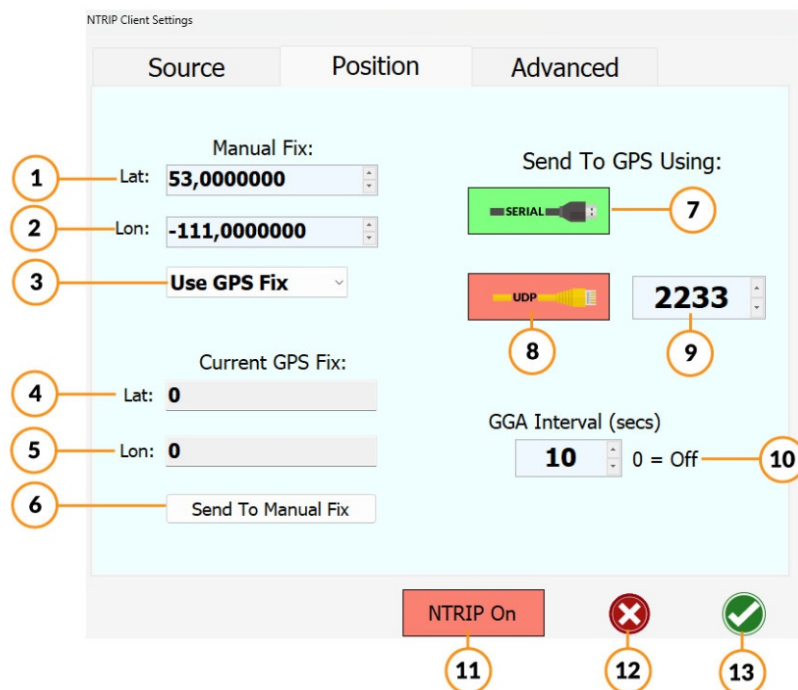 NTRIP Client Settings
Source Position Advanced
Manual Fix:
1 Lat: 53,0000000
2 Lon: -111,0000000
3 Use GPS Fix
Current GPS Fix:
4 Lat: 0
5 Lon: 0
6 Send To Manual Fix
Send To GPS Using:
SERIAL 7
UDP 2233
8 9
GGA Interval (secs)
10 0 = Off 10
NTRIP On
11 12 13